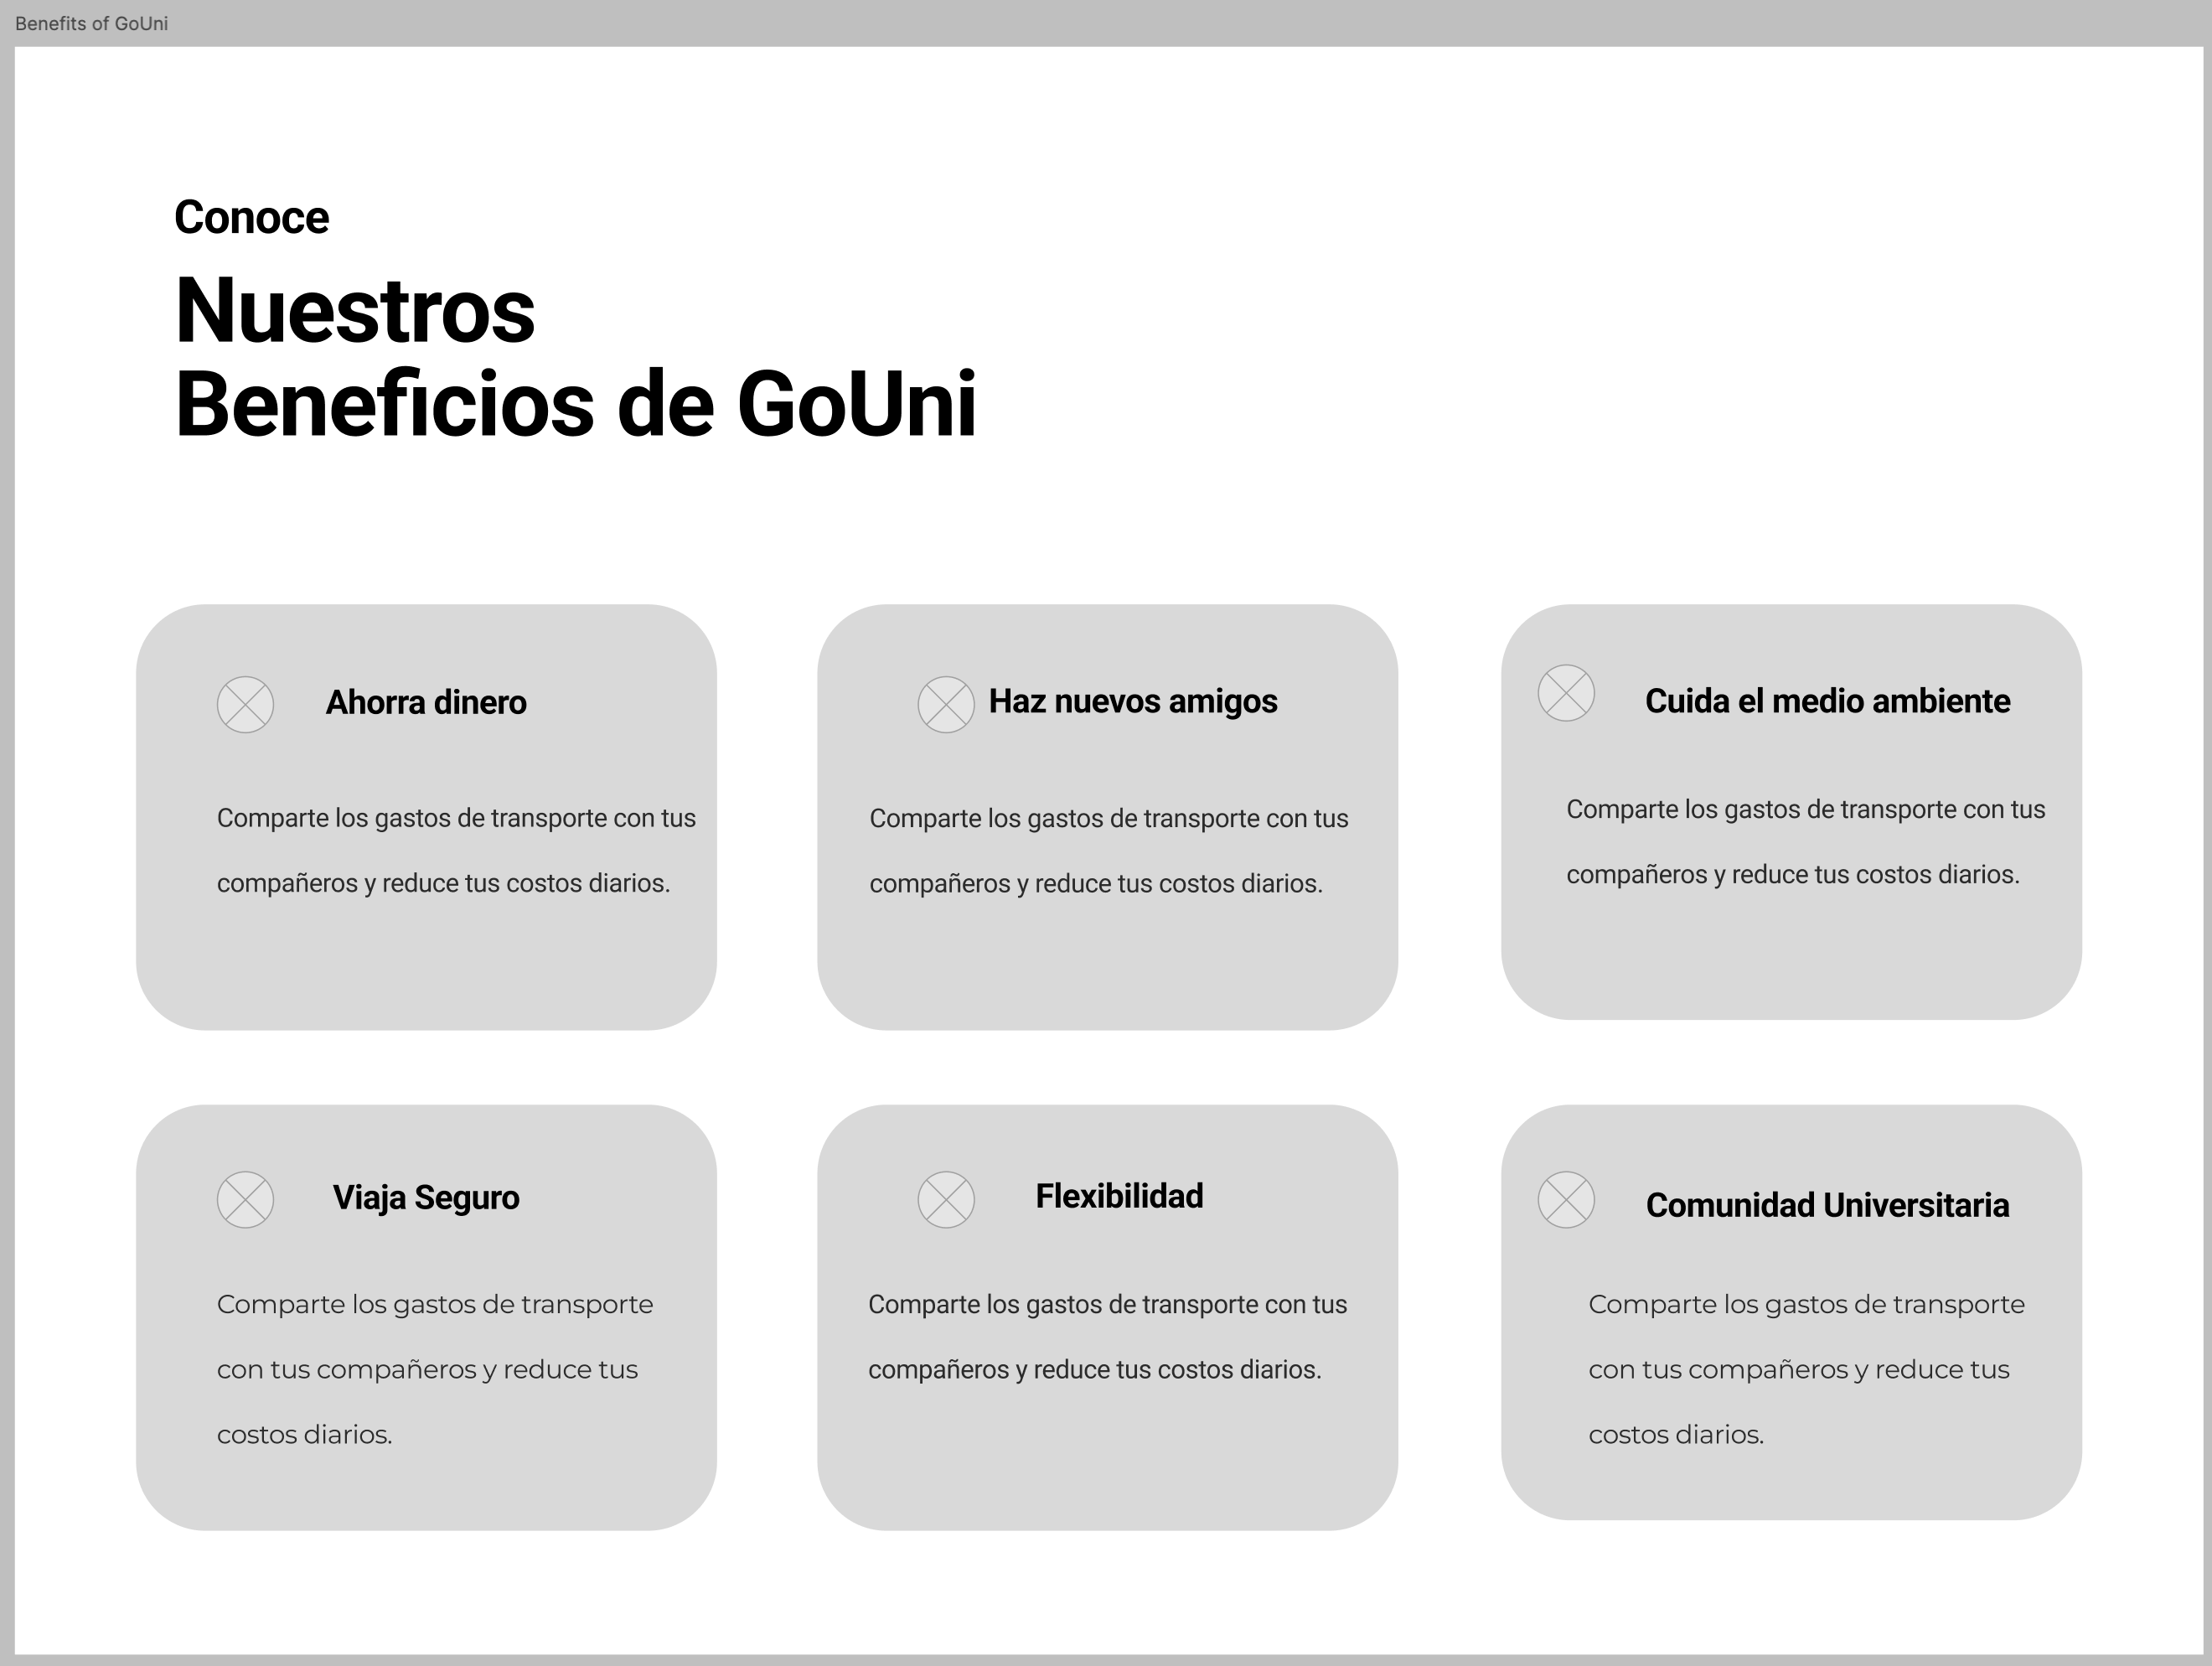 Benefits of GoUni
Conoce
Nuestros
Beneficios de GoUni
Ahorra dinero
Comparte los gastos de transporte con tus
compañeros y reduce tus costos diarios.
Haz nuevos amigos
Comparte los gastos de transporte con tus
compañeros y reduce tus costos diarios.
Cuida el medio ambiente
Comparte los gastos de transporte con tus
compañeros y reduce tus costos diarios.
Viaja Seguro
Comparte los gastos de transporte
con tus compañeros y reduce tus
costos diarios.
Flexibilidad
Comparte los gastos de transporte con tus
compañeros y reduce tus costos diarios.
Comunidad Universitaria
Comparte los gastos de transporte
con tus compañeros y reduce tus
costos diarios.